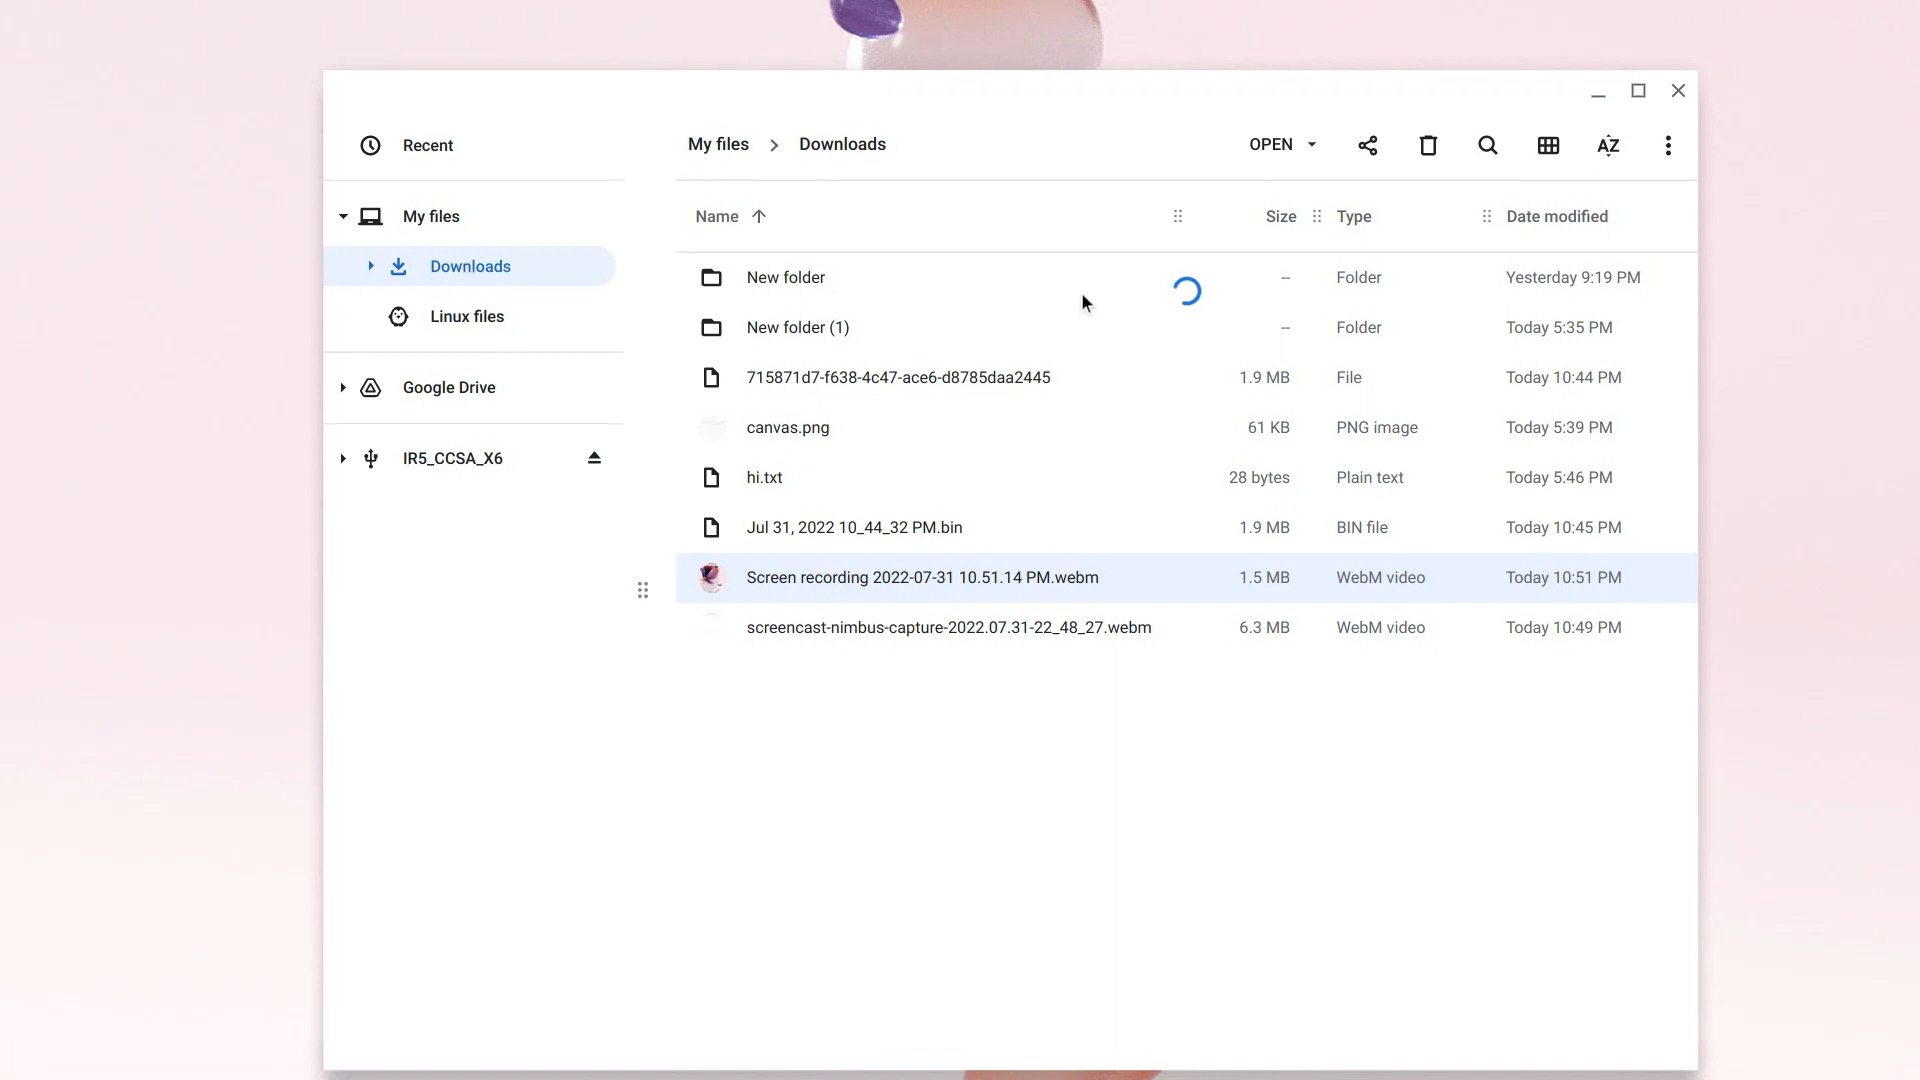 Recent
My files
Downloads
Linux files
Google Drive
IR5_CCSA_X6
My files Downloads OPEN
Name Size Type Date modified
New folder -- Folder Yesterday 9:19 PM
New folder (1) -- Folder Today 5:35 PM
715871d7-f638-4c47-ace6-d8785daa2445 1.9 MB File Today 10:44 PM
canvas.png 61 KB PNG image Today 5:39 PM
hi.txt 28 bytes Plain text Today 5:46 PM
Jul 31, 2022 10_44_32 PM.bin 1.9 MB BIN file Today 10:45 PM
Screen recording 2022-07-31 10.51.14 PM.webm 1.5 MB WebM video Today 10:51 PM
screencast-nimbus-capture-2022.07.31-22_48_27.webm 6.3 MB WebM video Today 10:49 PM